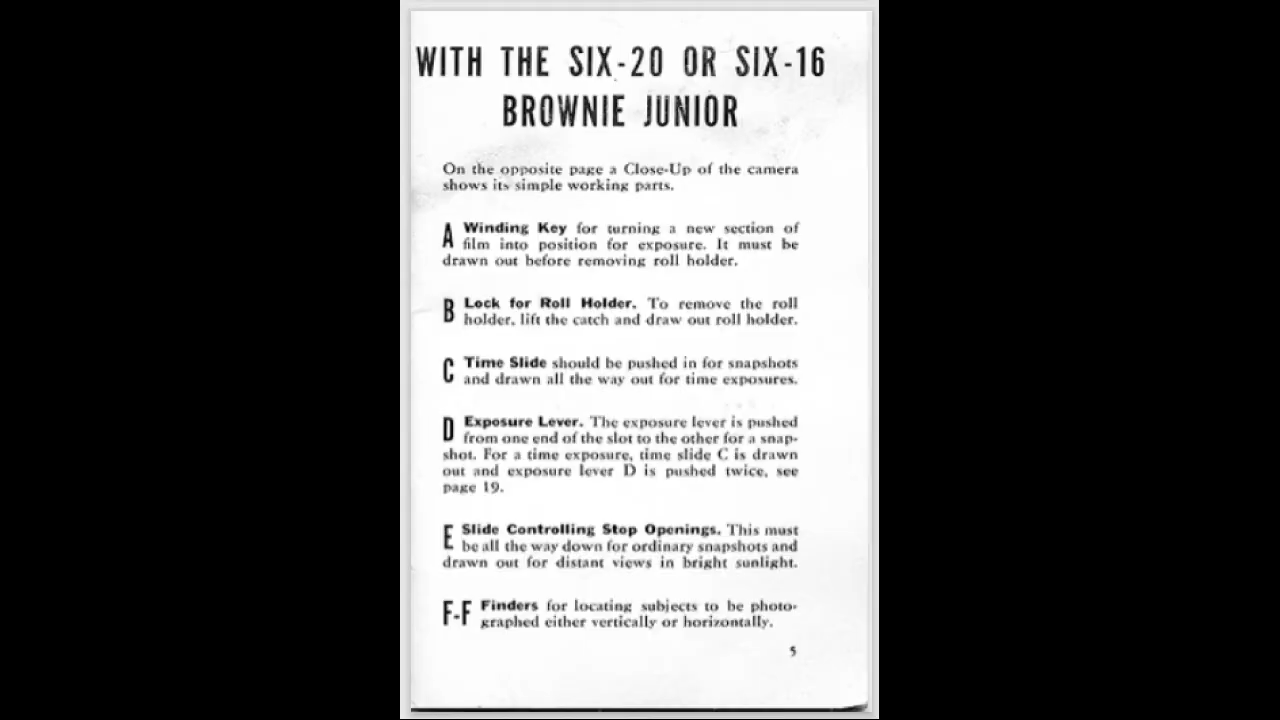 WITH THE SIX-20 OR SIX-16
BROWNIE JUNIOR
On the opposite page a Close-Up of the camera
shows its simple working parts.
A Winding Key for turning a new section of
film into position for exposure. It must be
drawn out before removing roll holder.
B Lock for Roll Holder. To remove the roll
holder, lift the catch and draw out roll holder.
C Time Slide should be pushed in for snapshots
and drawn all the way out for time exposures.
D Exposure Lever. The exposure lever is pushed
from one end of the slot to the other for a snap-
shot. For a time exposure, time slide C is drawn
out and exposure lever D is pushed twice, see
page 19.
E Slide Controlling Stop Openings. This must
be all the way down for ordinary snapshots and
drawn out for distant views in bright sunlight.
F-F Finders for locating subjects to be photo-
graphed either vertically or horizontally.
5